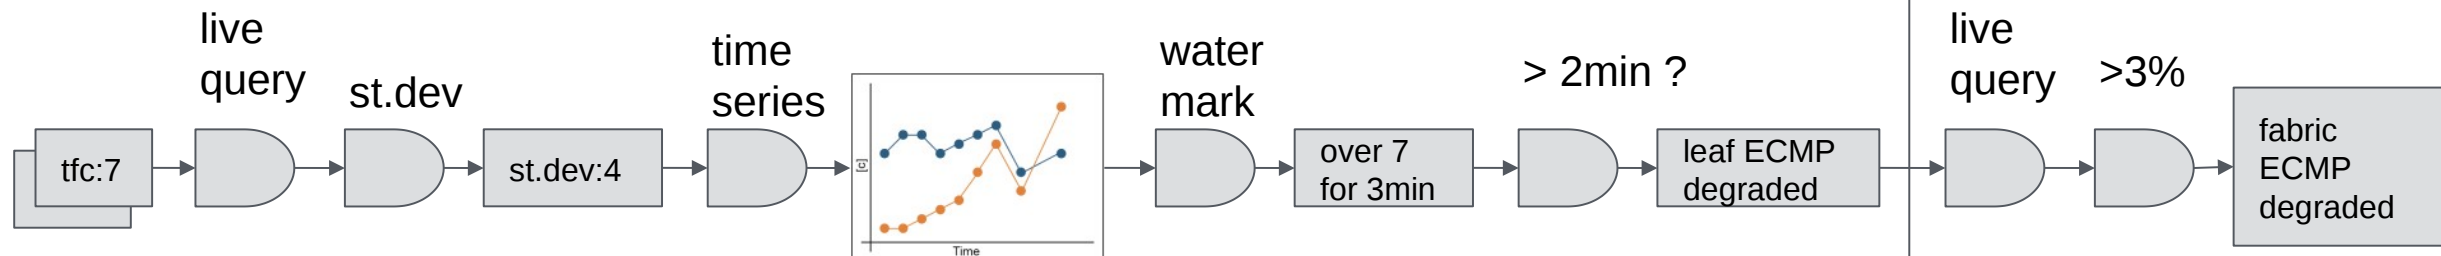 live
query
st.dev
time
series
water
mark
> 2min ?
live
query
>3%
tfc:7
st.dev:4
[c]
Time
over 7
for 3min
leaf ECMP
degraded
fabric
ECMP
degraded